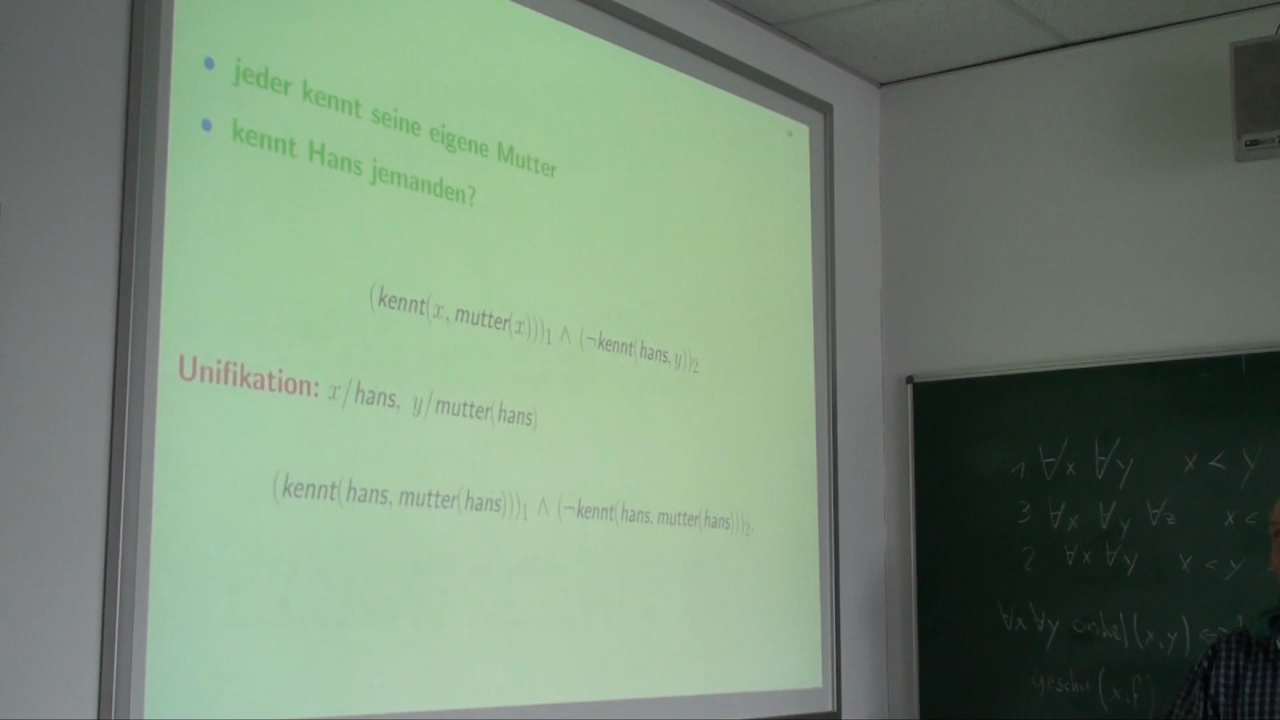 jeder kennt seine eigene Mutter
kennt Hans jemanden?
(kennt(x, mutter(x)))₁ ∧ (¬kennt(hans, y))₂
Unifikation: x/hans, y/mutter(hans)
(kennt(hans, mutter(hans)))₁ ∧ (¬kennt(hans, mutter(hans)))₂.
1 ∀x ∀y x < y
3 ∀x ∀y ∀z x <
2 ∀x ∀y x < y
∀x ∀y onkel(x,y) <=>
geschw(x,f)